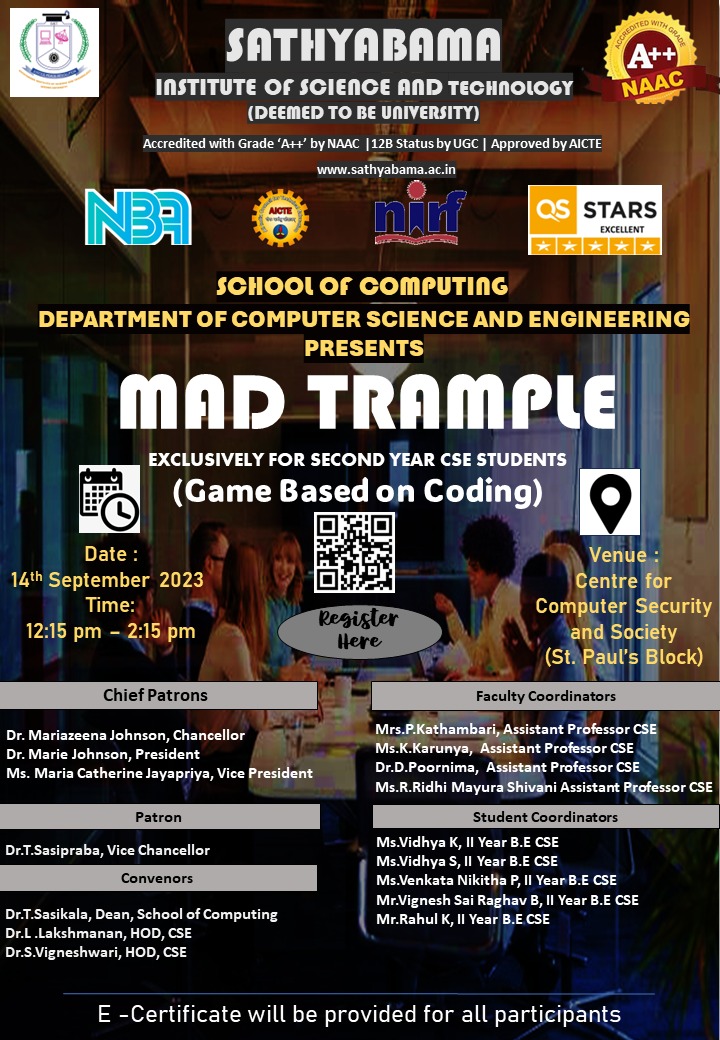 SATHYABAMA
INSTITUTE OF SCIENCE AND TECHNOLOGY
(DEEMED TO BE UNIVERSITY)
Accredited with Grade ‘A++’ by NAAC |12B Status by UGC | Approved by AICTE
www.sathyabama.ac.in
ACCREDITED WITH GRADE
A++
NAAC
NBA
AICTE
nirf
QS STARS
EXCELLENT
SCHOOL OF COMPUTING
DEPARTMENT OF COMPUTER SCIENCE AND ENGINEERING
PRESENTS
MAD TRAMPLE
EXCLUSIVELY FOR SECOND YEAR CSE STUDENTS
(Game Based on Coding)
Date :
14th September 2023
Time:
12:15 pm – 2:15 pm
Register
Here
Venue :
Centre for
Computer Security
and Society
(St. Paul’s Block)
Chief Patrons
Dr. Mariazeena Johnson, Chancellor
Dr. Marie Johnson, President
Ms. Maria Catherine Jayapriya, Vice President
Patron
Dr.T.Sasipraba, Vice Chancellor
Convenors
Dr.T.Sasikala, Dean, School of Computing
Dr.L .Lakshmanan, HOD, CSE
Dr.S.Vigneshwari, HOD, CSE
Faculty Coordinators
Mrs.P.Kathambari, Assistant Professor CSE
Ms.K.Karunya, Assistant Professor CSE
Dr.D.Poornima, Assistant Professor CSE
Ms.R.Ridhi Mayura Shivani Assistant Professor CSE
Student Coordinators
Ms.Vidhya K, II Year B.E CSE
Ms.Vidhya S, II Year B.E CSE
Ms.Venkata Nikitha P, II Year B.E CSE
Mr.Vignesh Sai Raghav B, II Year B.E CSE
Mr.Rahul K, II Year B.E CSE
E -Certificate will be provided for all participants